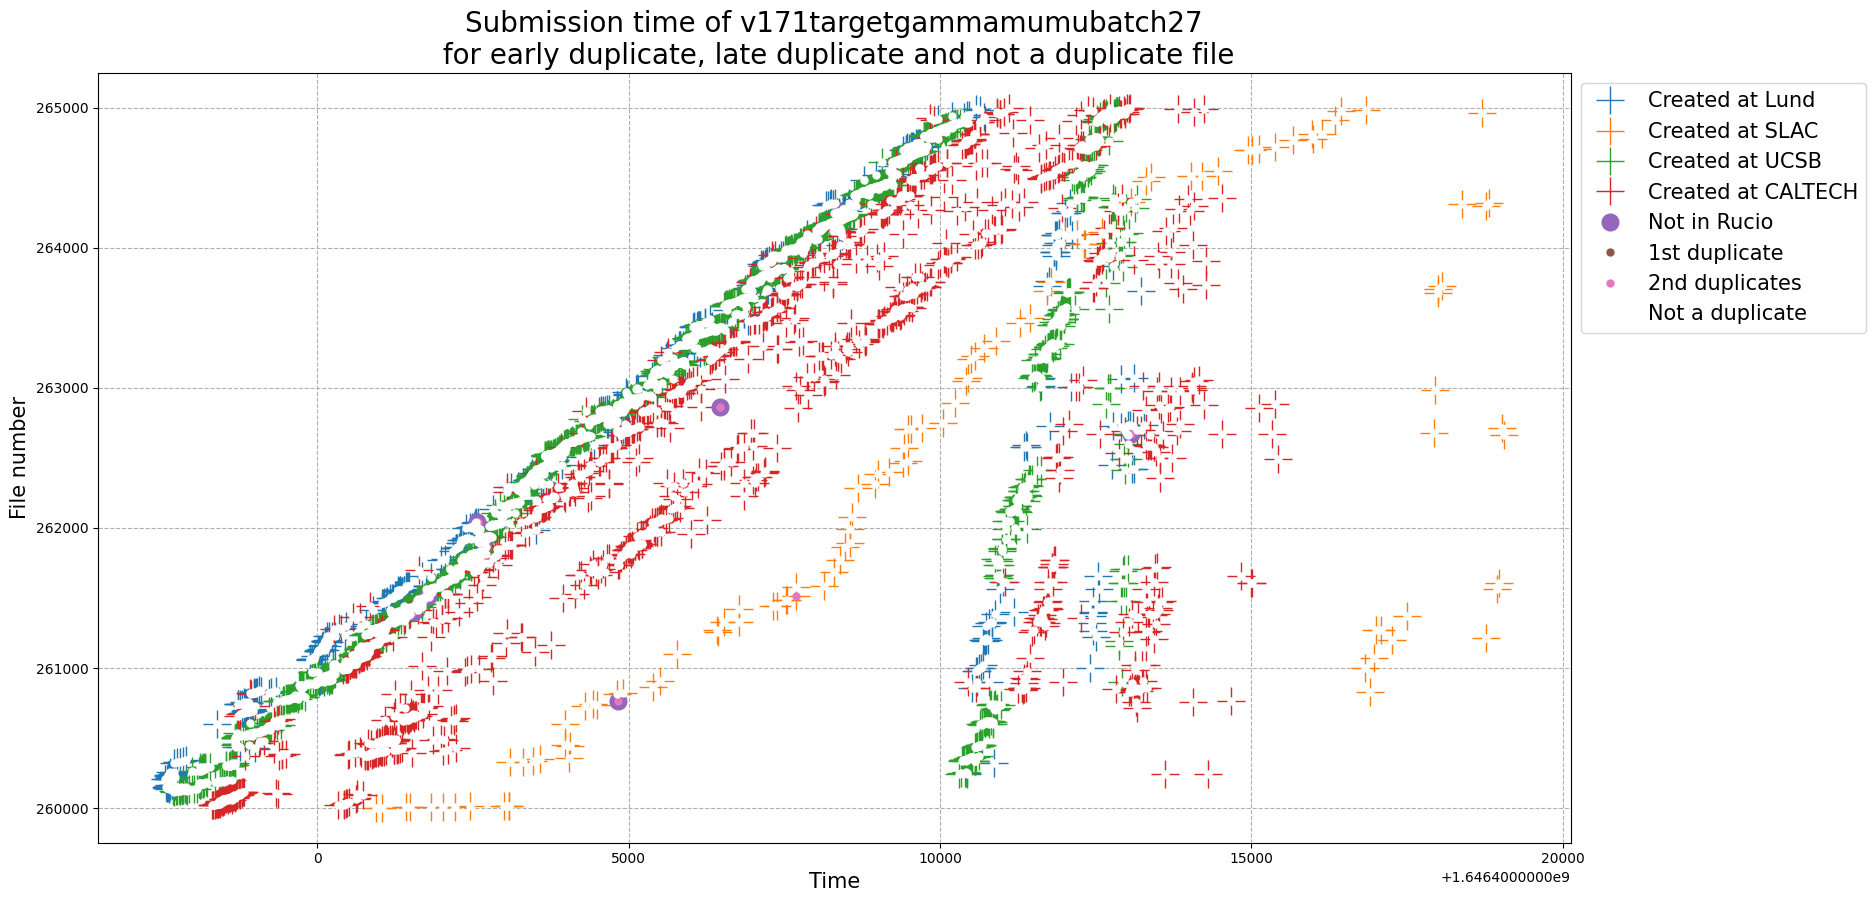 Submission time of v171targetgammamumubatch27
for early duplicate, late duplicate and not a duplicate file
File number
265000
264000
263000
262000
261000
260000
0
5000
10000
15000
20000
+1.6464000000e9
Time
Created at Lund
Created at SLAC
Created at UCSB
Created at CALTECH
Not in Rucio
1st duplicate
2nd duplicates
Not a duplicate